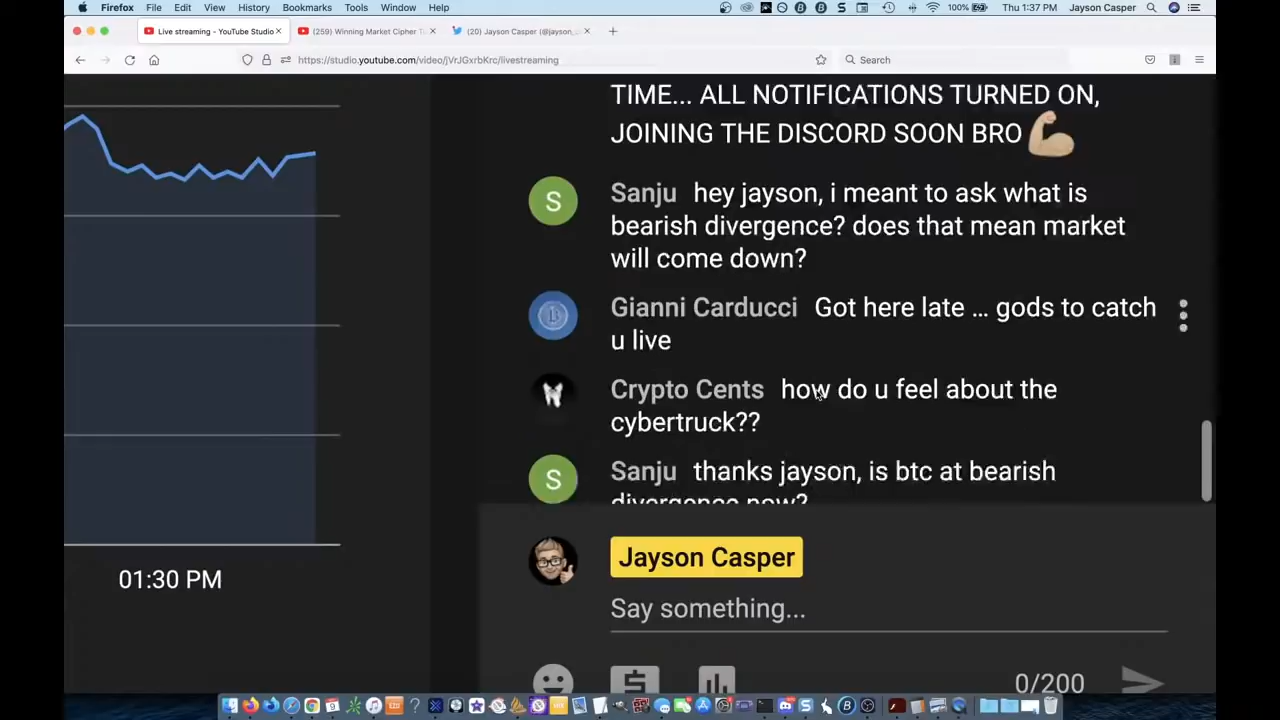 Firefox File Edit View History Bookmarks Tools Window Help 100% Thu 1:37 PM Jayson Casper
Live streaming - YouTube Studio (259) Winning Market Cipher T (20) Jayson Casper (@jayson_
https://studio.youtube.com/video/jVrJGxrbKrc/livestreaming Search
TIME... ALL NOTIFICATIONS TURNED ON,
JOINING THE DISCORD SOON BRO
S Sanju hey jayson, i meant to ask what is
bearish divergence? does that mean market
will come down?
Gianni Carducci Got here late … gods to catch
u live
Crypto Cents how do u feel about the
cybertruck??
S Sanju thanks jayson, is btc at bearish
divergence now?
Jayson Casper
01:30 PM
Say something...
0/200